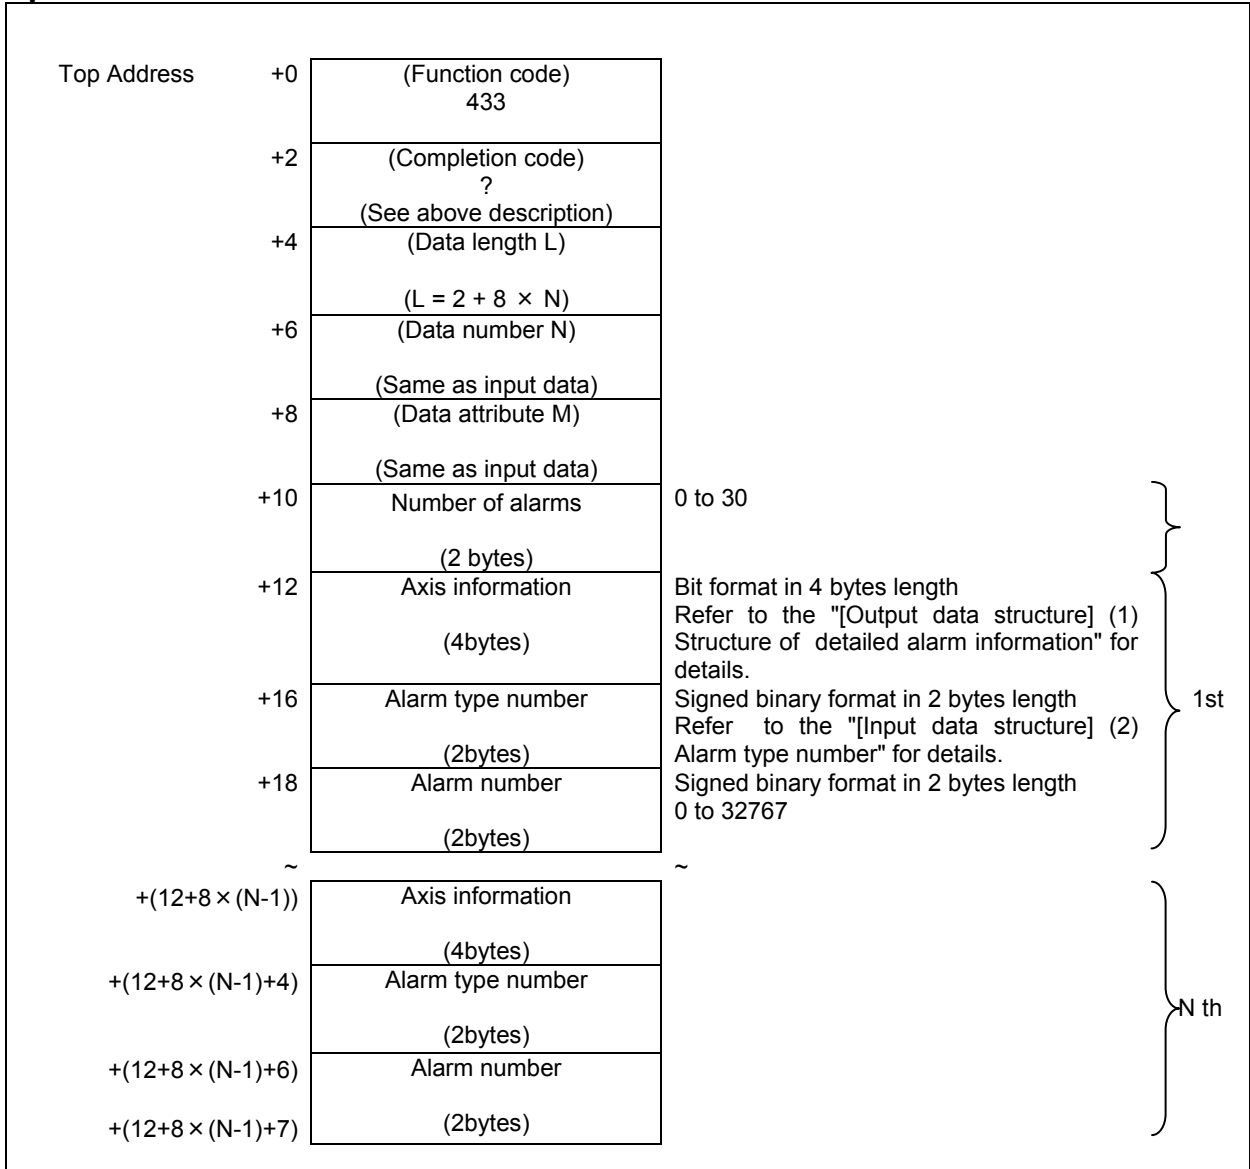 Top Address +0 (Function code)
433
+2 (Completion code)
?
(See above description)
+4 (Data length L)
(L = 2 + 8 × N)
+6 (Data number N)
(Same as input data)
+8 (Data attribute M)
(Same as input data)
+10 Number of alarms 0 to 30
(2 bytes)
+12 Axis information Bit format in 4 bytes length
Refer to the "[Output data structure] (1)
(4bytes) Structure of detailed alarm information" for
details.
+16 Alarm type number Signed binary format in 2 bytes length 1st
Refer to the "[Input data structure] (2)
(2bytes) Alarm type number" for details.
+18 Alarm number Signed binary format in 2 bytes length
0 to 32767
(2bytes)
~ ~
+(12+8×(N-1)) Axis information
(4bytes)
+(12+8×(N-1)+4) Alarm type number
N th
(2bytes)
+(12+8×(N-1)+6) Alarm number
(2bytes)
+(12+8×(N-1)+7)